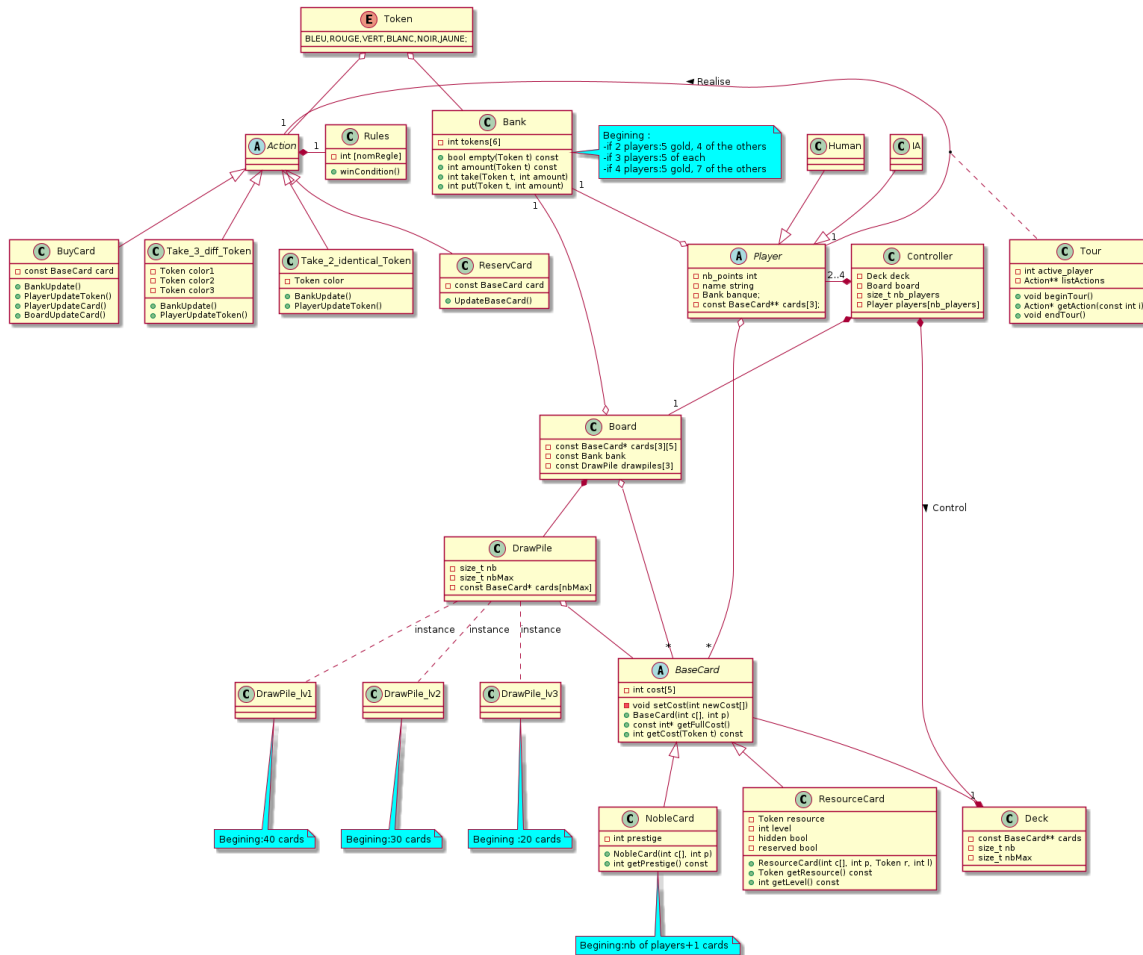 E Token
BLEU,ROUGE,VERT,BLANC,NOIR,JAUNE;
Realise
1
A Action
1
C Rules
int [nomRegle]
winCondition()
C Bank
int tokens[6]
bool empty(Token t) const
int amount(Token t) const
int take(Token t, int amount)
int put(Token t, int amount)
1
1
Begining :
-if 2 players:5 gold, 4 of the others
-if 3 players:5 of each
-if 4 players:5 gold, 7 of the others
C Human
C IA
C BuyCard
const BaseCard card
BankUpdate()
PlayerUpdateToken()
PlayerUpdateCard()
BoardUpdateCard()
C Take_3_diff_Token
Token color1
Token color2
Token color3
BankUpdate()
PlayerUpdateToken()
C Take_2_identical_Token
Token color
BankUpdate()
PlayerUpdateToken()
C ReservCard
const BaseCard card
UpdateBaseCard()
A Player
nb_points int
name string
Bank banque;
const BaseCard** cards[3];
1
2..4
C Controller
Deck deck
Board board
size_t nb_players
Player players[nb_players]
C Tour
int active_player
Action** listActions
void beginTour()
Action* getAction(const int i)
void endTour()
1
C Board
const BaseCard* cards[3][5]
const Bank bank
const DrawPile drawpiles[3]
Control
C DrawPile
size_t nb
size_t nbMax
const BaseCard* cards[nbMax]
instance
instance
instance
*
*
C DrawPile_lv1
C DrawPile_lv2
C DrawPile_lv3
A BaseCard
int cost[5]
void setCost(int newCost[])
BaseCard(int c[], int p)
const int* getFullCost()
int getCost(Token t) const
1
Begining:40 cards
Begining:30 cards
Begining :20 cards
C NobleCard
int prestige
NobleCard(int c[], int p)
int getPrestige() const
C ResourceCard
Token resource
int level
hidden bool
reserved bool
ResourceCard(int c[], int p, Token r, int l)
Token getResource() const
int getLevel() const
C Deck
const BaseCard** cards
size_t nb
size_t nbMax
Begining:nb of players+1 cards